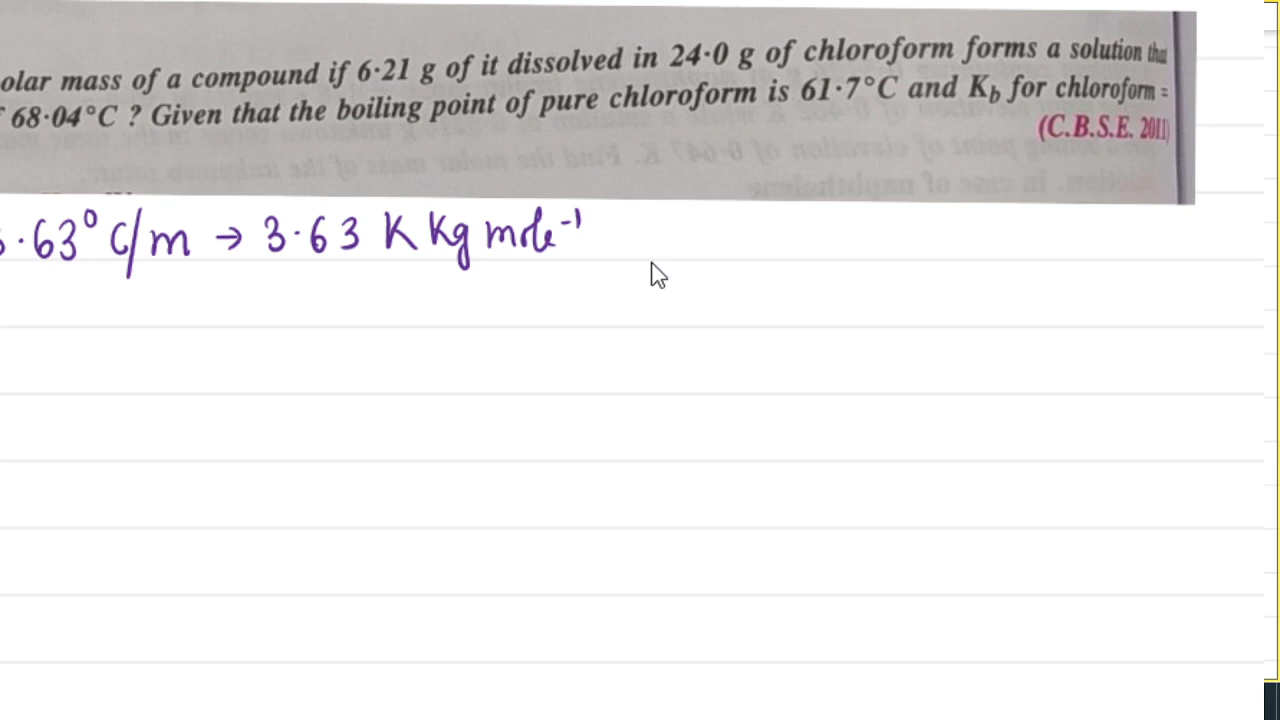 olar mass of a compound if 6·21 g of it dissolved in 24·0 g of chloroform forms a solution that
68·04°C ? Given that the boiling point of pure chloroform is 61·7°C and K_b for chloroform =
(C.B.S.E. 2011)
·63° C/m → 3·63 K Kg mole⁻¹